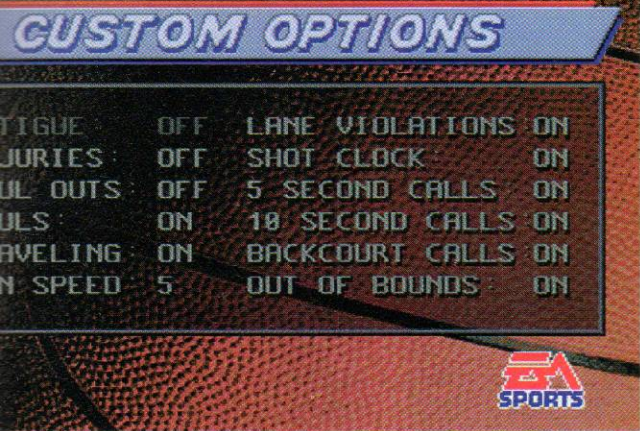 CUSTOM OPTIONS
TIGUE: OFF LANE VIOLATIONS: ON
JURIES: OFF SHOT CLOCK: ON
UL OUTS: OFF 5 SECOND CALLS: ON
ULS: ON 10 SECOND CALLS: ON
AVELING: ON BACKCOURT CALLS: ON
N SPEED 5 OUT OF BOUNDS: ON
EA
SPORTS